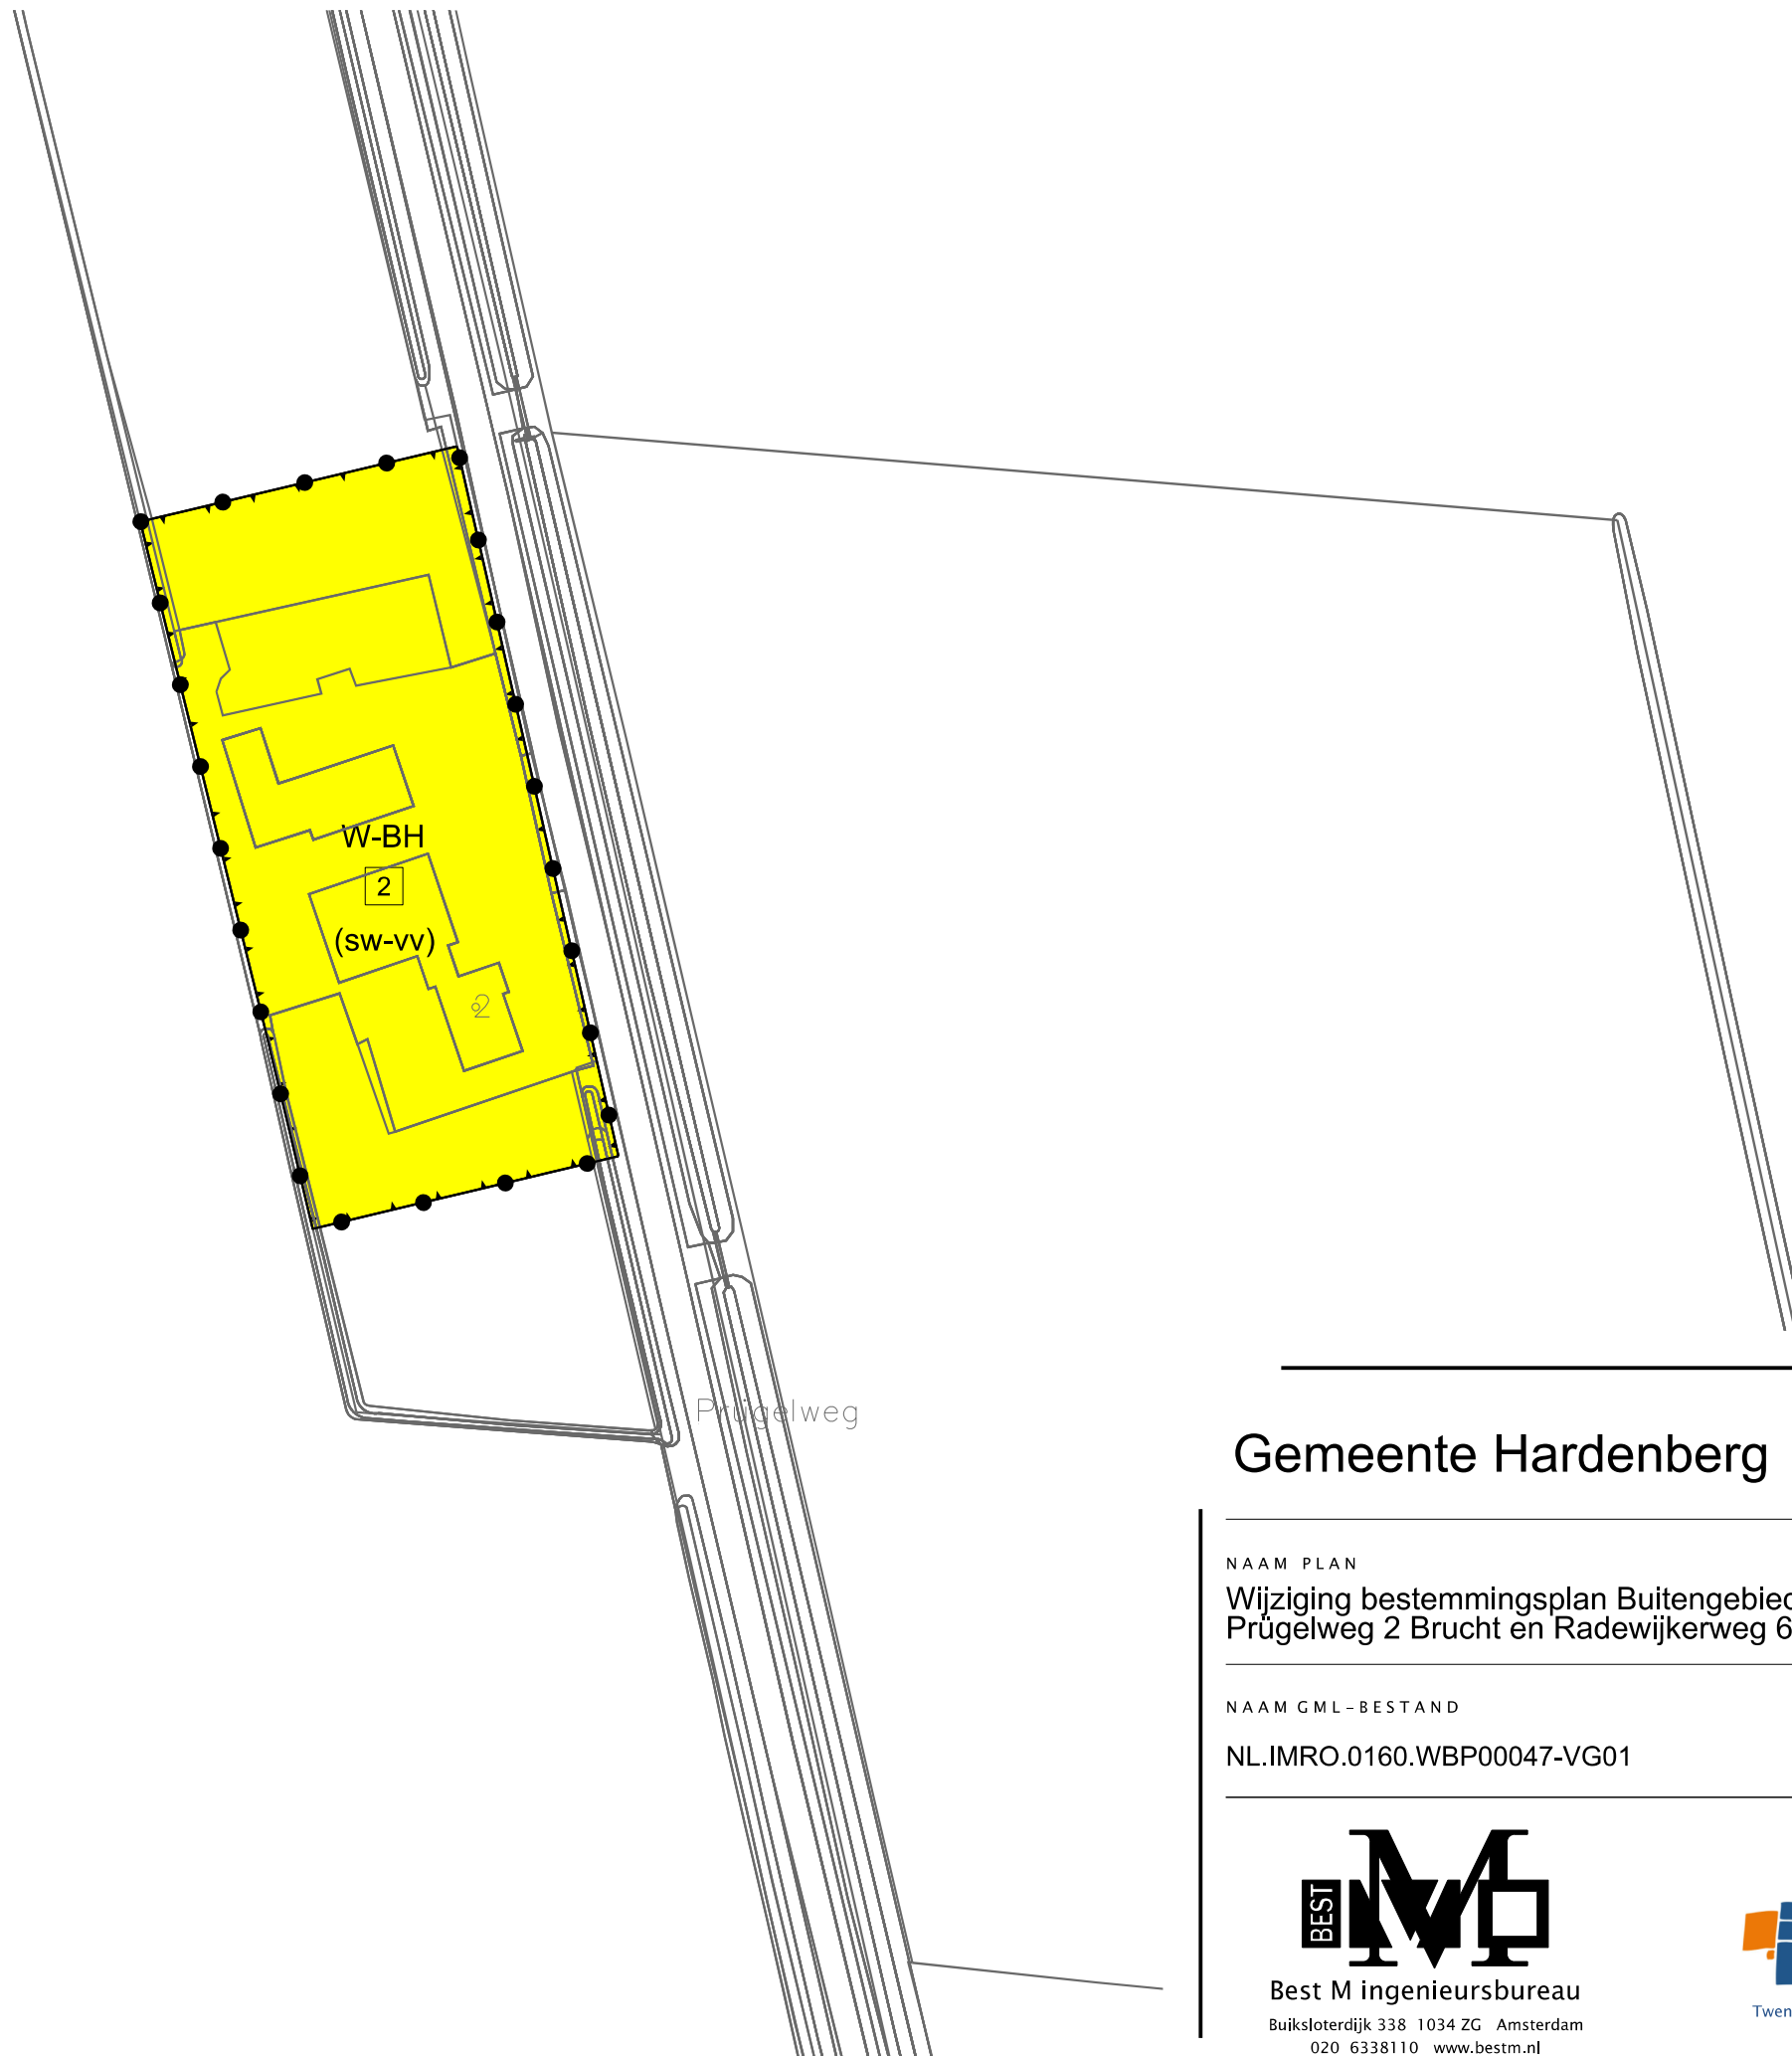 W-BH
2
(sw-vv)
2
Prügelweg
Gemeente Hardenberg
NAAM PLAN
Wijziging bestemmingsplan Buitengebied
Prügelweg 2 Brucht en Radewijkerweg 6
NAAM GML-BESTAND
NL.IMRO.0160.WBP00047-VG01
BEST
M
Best M ingenieursbureau
Buiksloterdijk 338 1034 ZG Amsterdam
020 6338110 www.bestm.nl
Twen